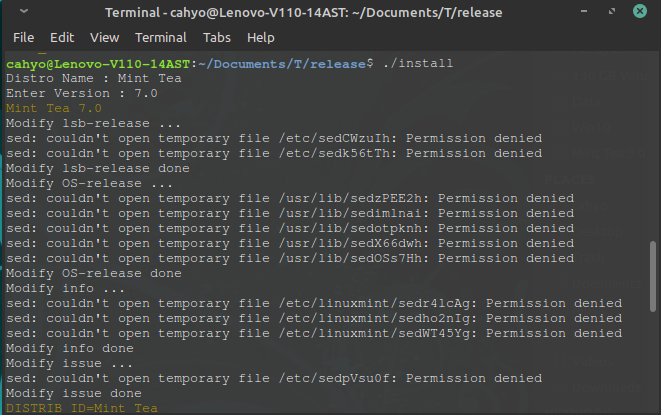 Terminal - cahyo@Lenovo-V110-14AST: ~/Documents/T/release
File Edit View Terminal Tabs Help
cahyo@Lenovo-V110-14AST:~/Documents/T/release$ ./install
Distro Name : Mint Tea
Enter Version : 7.0
Mint Tea 7.0
Modify lsb-release ...
sed: couldn't open temporary file /etc/sedCWzuIh: Permission denied
sed: couldn't open temporary file /etc/sedk56tTh: Permission denied
Modify lsb-release done
Modify OS-release ...
sed: couldn't open temporary file /usr/lib/sedzPEE2h: Permission denied
sed: couldn't open temporary file /usr/lib/sedimlnai: Permission denied
sed: couldn't open temporary file /usr/lib/sedotpknh: Permission denied
sed: couldn't open temporary file /usr/lib/sedX66dwh: Permission denied
sed: couldn't open temporary file /usr/lib/sedOSs7Hh: Permission denied
Modify OS-release done
Modify info ...
sed: couldn't open temporary file /etc/linuxmint/sedr4lcAg: Permission denied
sed: couldn't open temporary file /etc/linuxmint/sedho2nIg: Permission denied
sed: couldn't open temporary file /etc/linuxmint/sedWT45Yg: Permission denied
Modify info done
Modify issue ...
sed: couldn't open temporary file /etc/sedpVsu0f: Permission denied
Modify issue done
DISTRIB_ID=Mint Tea